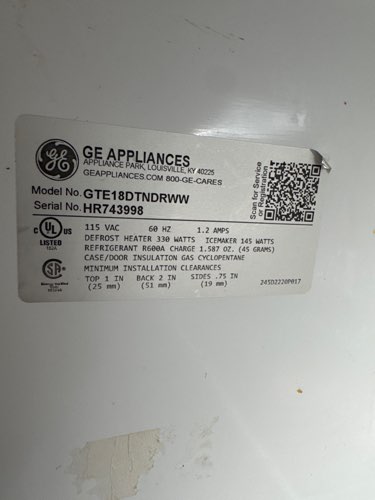 GE APPLIANCES
APPLIANCE PARK, LOUISVILLE, KY 40225
GEAPPLIANCES.COM 800-GE-CARES
Model No. GTE18DTNDRWW
Serial No. HR743998
Scan for Service
or Registration
UL
LISTED
115 VAC 60 HZ 1.2 AMPS
DEFROST HEATER 330 WATTS ICEMAKER 145 WATTS
REFRIGERANT R600A CHARGE 1.587 OZ. (45 GRAMS)
CASE/DOOR INSULATION GAS CYCLOPENTANE
MINIMUM INSTALLATION CLEARANCES
TOP 1 IN BACK 2 IN SIDES .75 IN
(25 mm) (51 mm) (19 mm)
245D2220P017